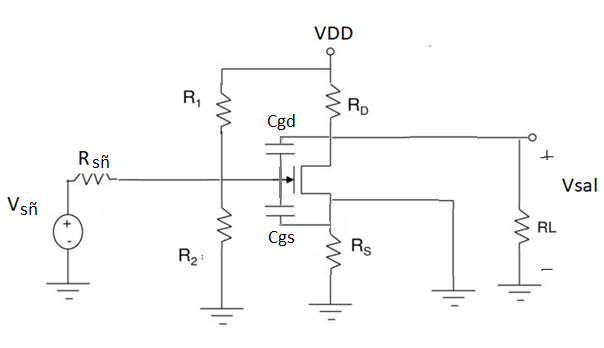 VDD
R1
RD
Cgd
Rsñ
+
Vsñ
Vsal
+
-
RL
Cgs
R2
RS
-